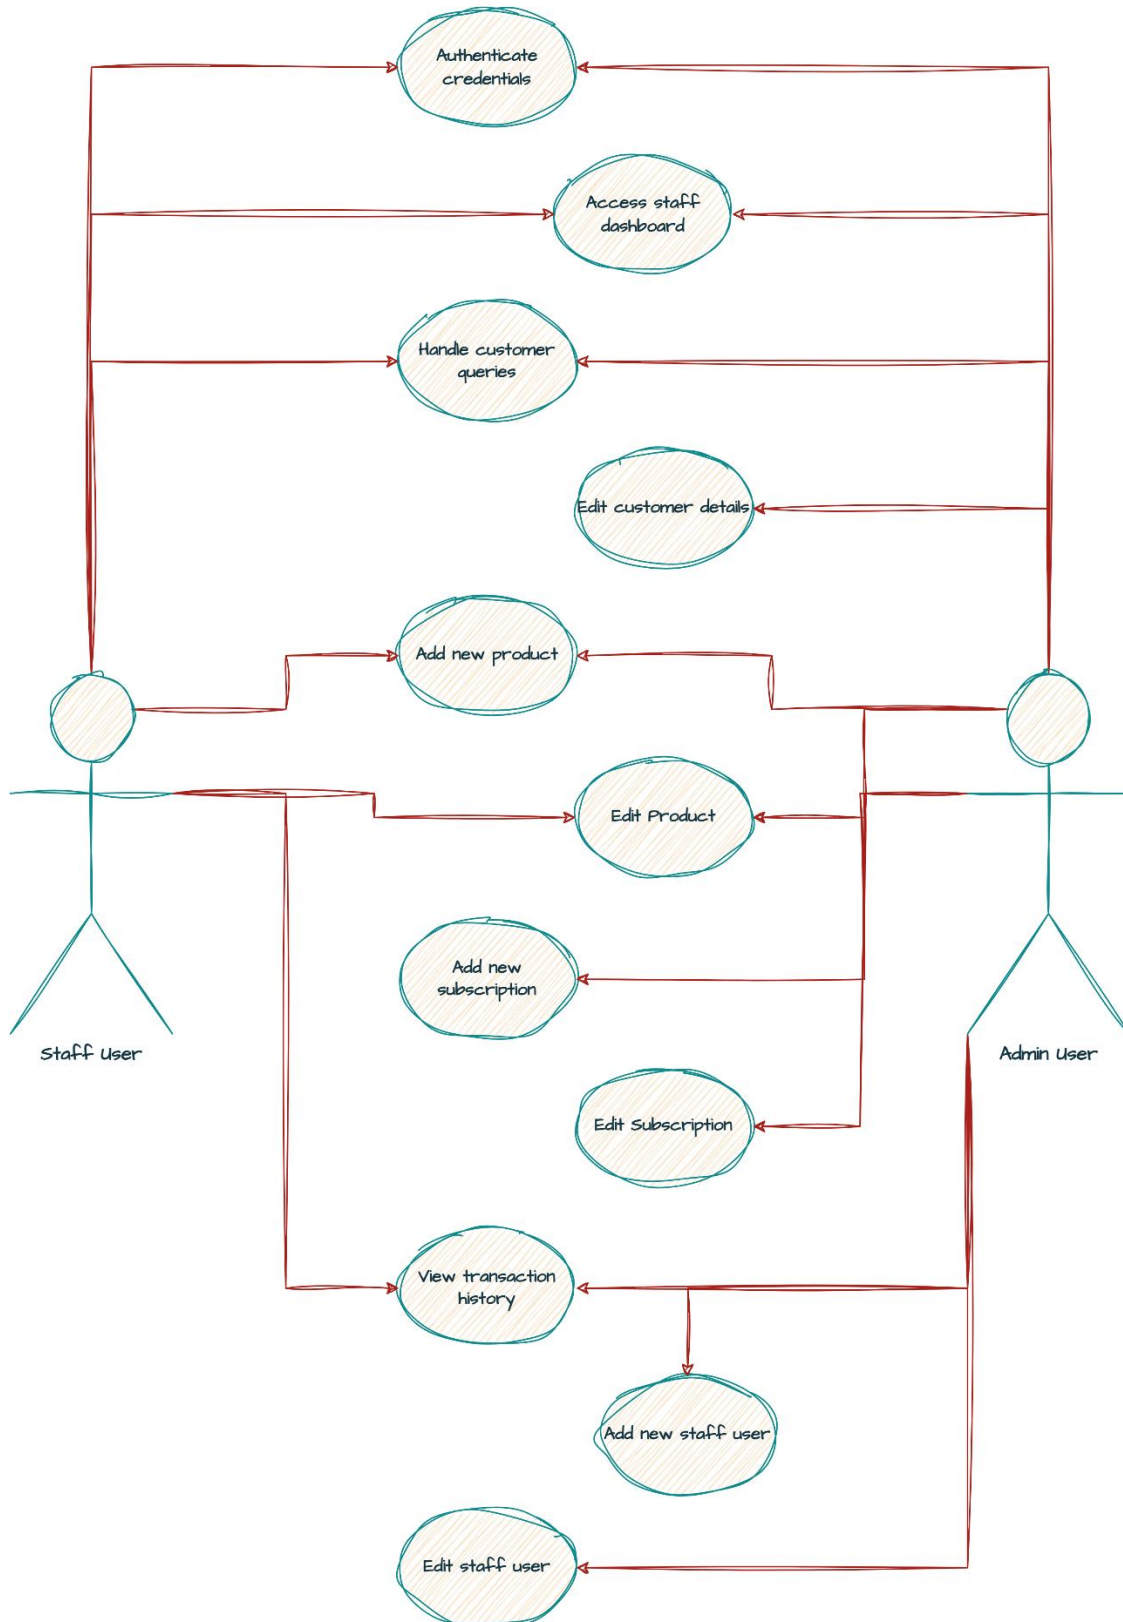 Authenticate
credentials
Access staff
dashboard
Handle customer
queries
Edit customer details
Add new product
Edit Product
Add new
subscription
Staff User
Admin User
Edit Subscription
View transaction
history
Add new staff user
Edit staff user